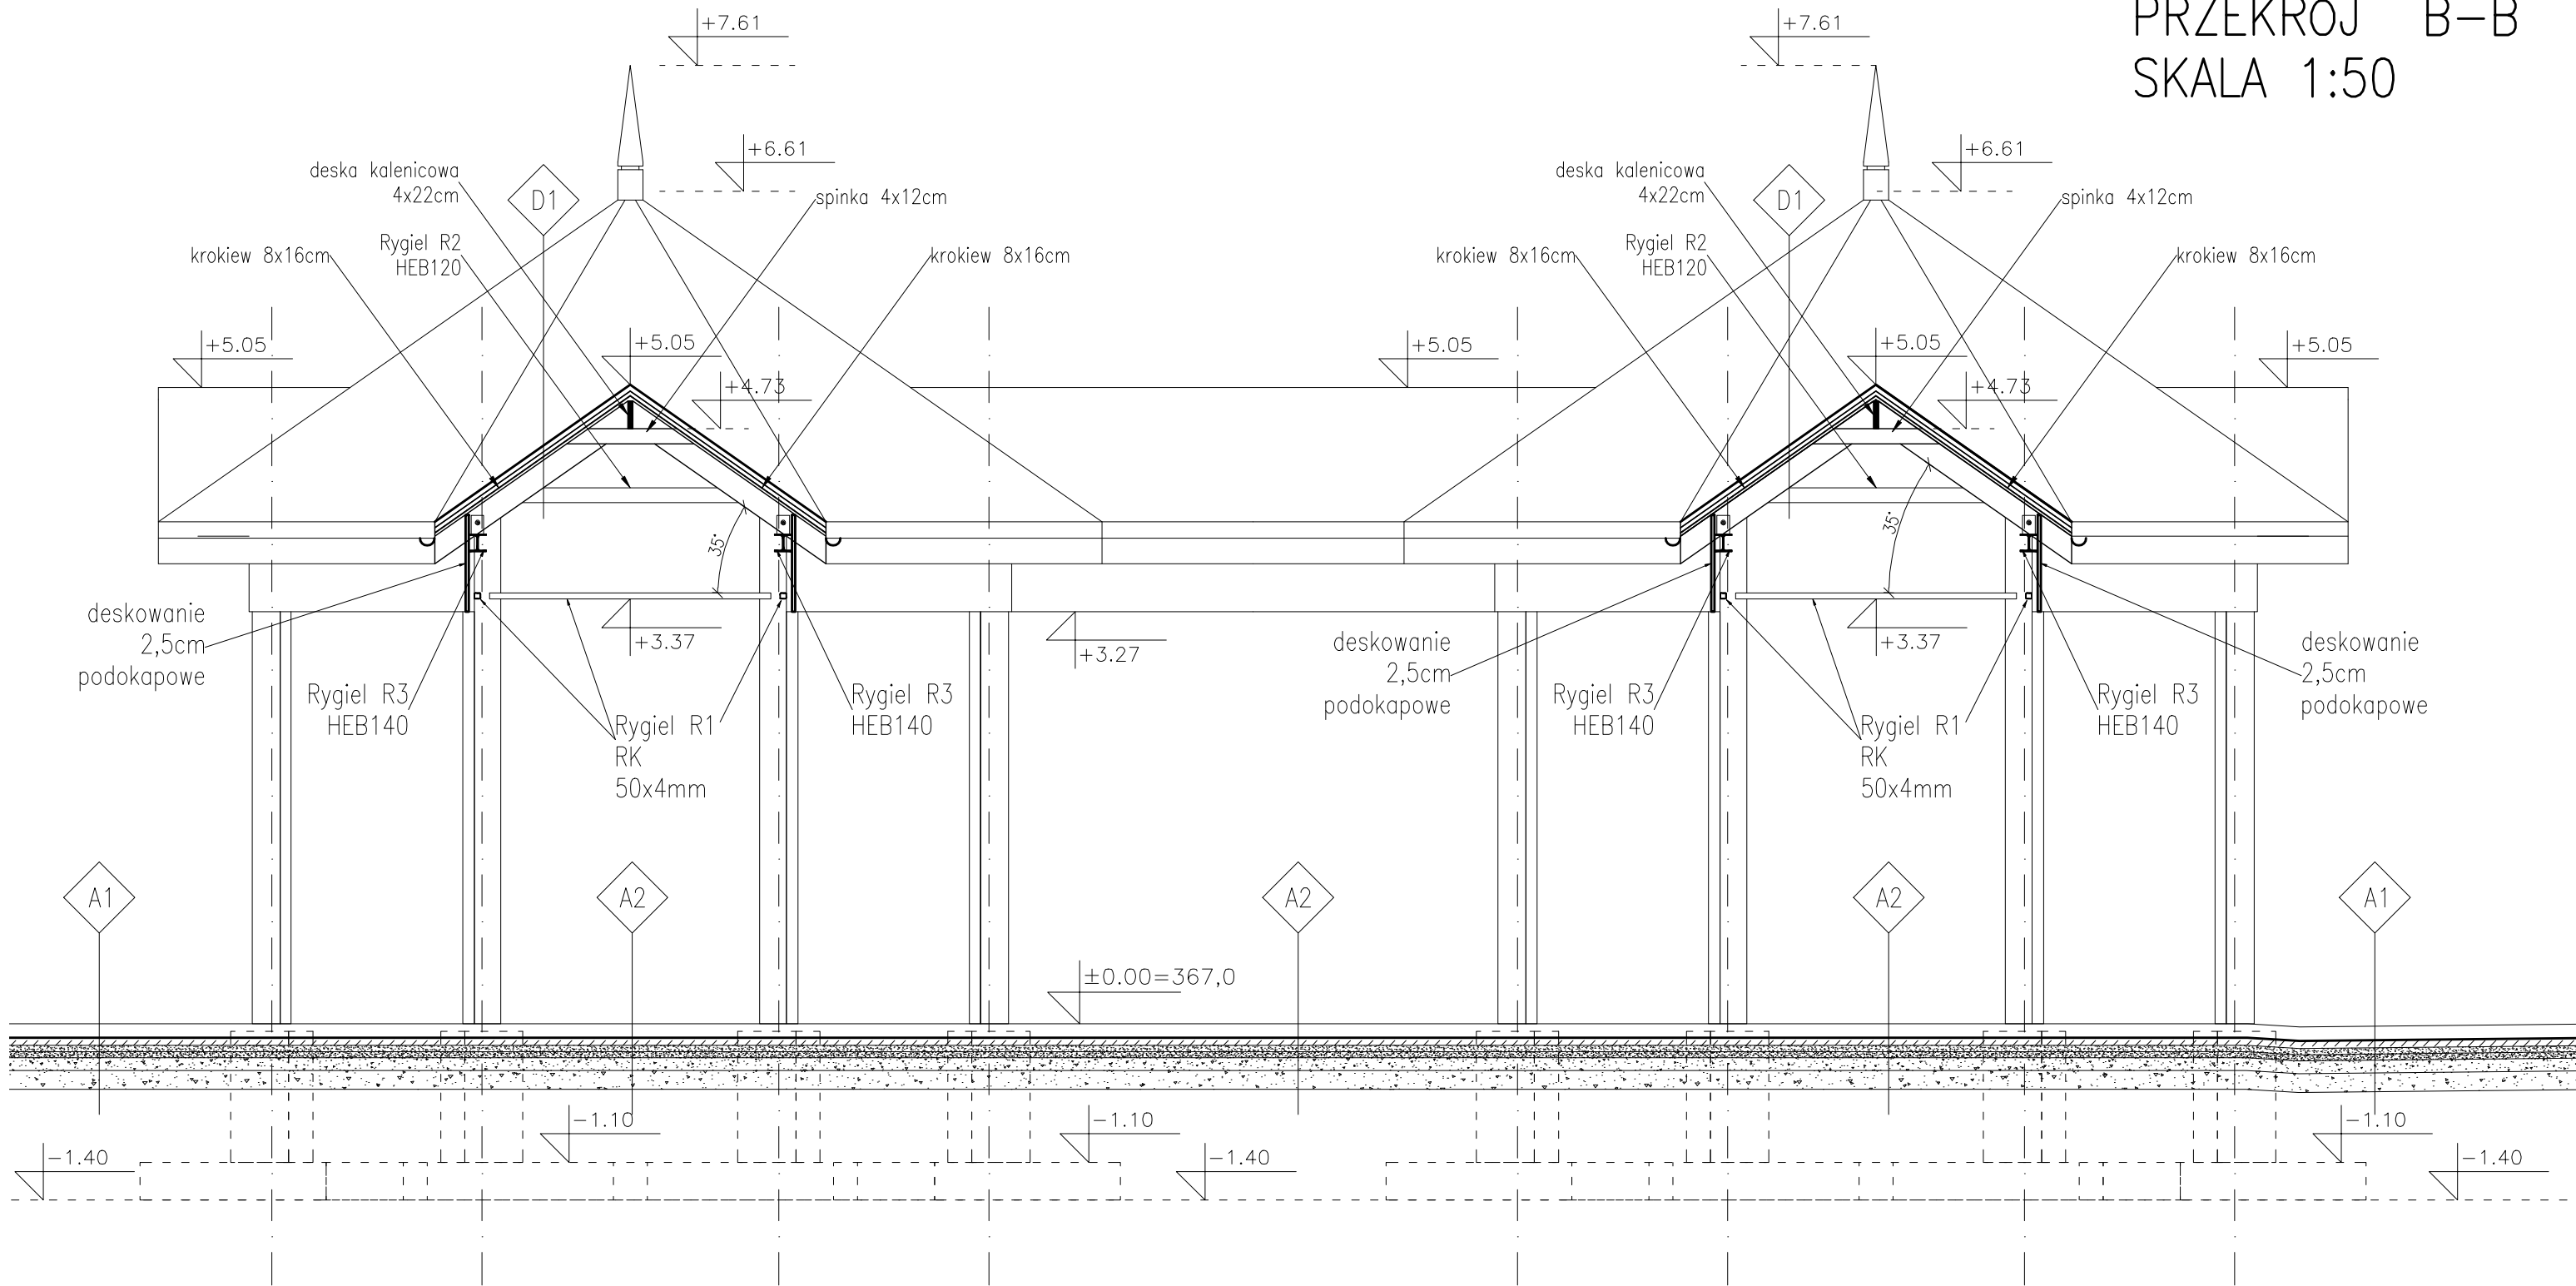 PRZEKRÓJ B-B
SKALA 1:50
+7.61
+7.61
+6.61
+6.61
deska kalenicowa
4x22cm
D1
spinka 4x12cm
deska kalenicowa
4x22cm
D1
spinka 4x12cm
krokiew 8x16cm
Rygiel R2
HEB120
krokiew 8x16cm
krokiew 8x16cm
Rygiel R2
HEB120
krokiew 8x16cm
+5.05
+5.05
+5.05
+5.05
+5.05
+4.73
+4.73
35°
35°
deskowanie
2,5cm
podokapowe
+3.37
+3.27
deskowanie
2,5cm
podokapowe
+3.37
deskowanie
2,5cm
podokapowe
Rygiel R3
HEB140
Rygiel R1
RK
50x4mm
Rygiel R3
HEB140
Rygiel R3
HEB140
Rygiel R1
RK
50x4mm
Rygiel R3
HEB140
A1
A2
A2
A2
A1
±0.00=367,0
-1.10
-1.10
-1.10
-1.40
-1.40
-1.40